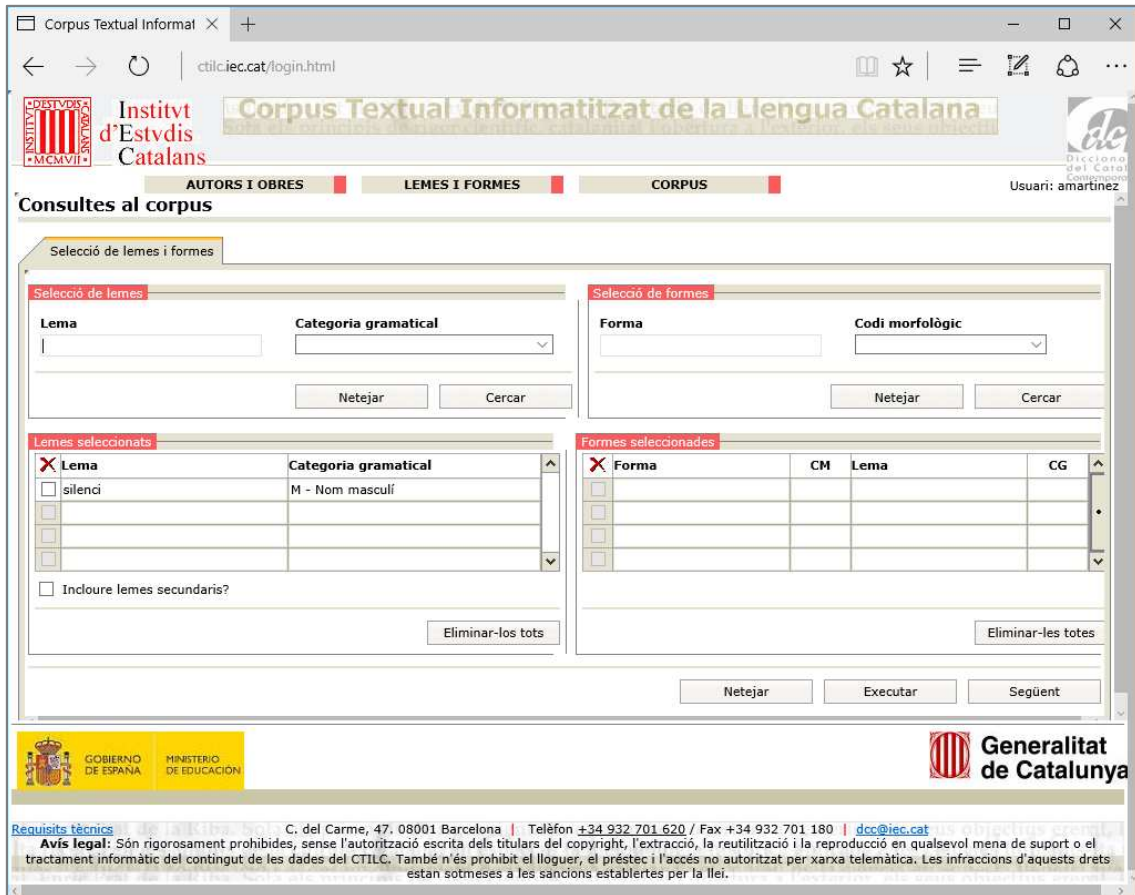 Corpus Textual Informat
ctilc.iec.cat/login.html
INSTITVT D'ESTVDIS CATALANS MCMVII
Institvt
d'Estvdis
Catalans
Corpus Textual Informatitzat de la Llengua Catalana
dcc
AUTORS I OBRES LEMES I FORMES CORPUS
Usuari: amartinez
Consultes al corpus
Selecció de lemes i formes
Selecció de lemes Selecció de formes
Lema Categoria gramatical Forma Codi morfològic
Netejar Cercar Netejar Cercar
Lemes seleccionats Formes seleccionades
Lema Categoria gramatical Forma CM Lema CG
silenci M - Nom masculí
Incloure lemes secundaris?
Eliminar-los tots Eliminar-les totes
Netejar Executar Següent
GOBIERNO DE ESPAÑA MINISTERIO DE EDUCACIÓN
Generalitat
de Catalunya
Requisits tècnics C. del Carme, 47. 08001 Barcelona | Telèfon +34 932 701 620 / Fax +34 932 701 180 | dcc@iec.cat
Avís legal: Són rigorosament prohibides, sense l'autorització escrita dels titulars del copyright, l'extracció, la reutilització i la reproducció en qualsevol mena de suport o el
tractament informàtic del contingut de les dades del CTILC. També n'és prohibit el lloguer, el préstec i l'accés no autoritzat per xarxa telemàtica. Les infraccions d'aquests drets
estan sotmeses a les sancions establertes per la llei.